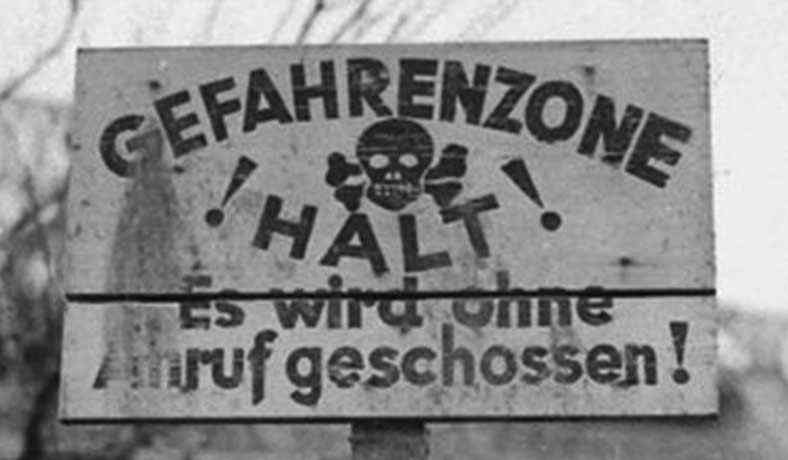 GEFAHRENZONE
! HALT !
Es wird ohne
Anruf geschossen!